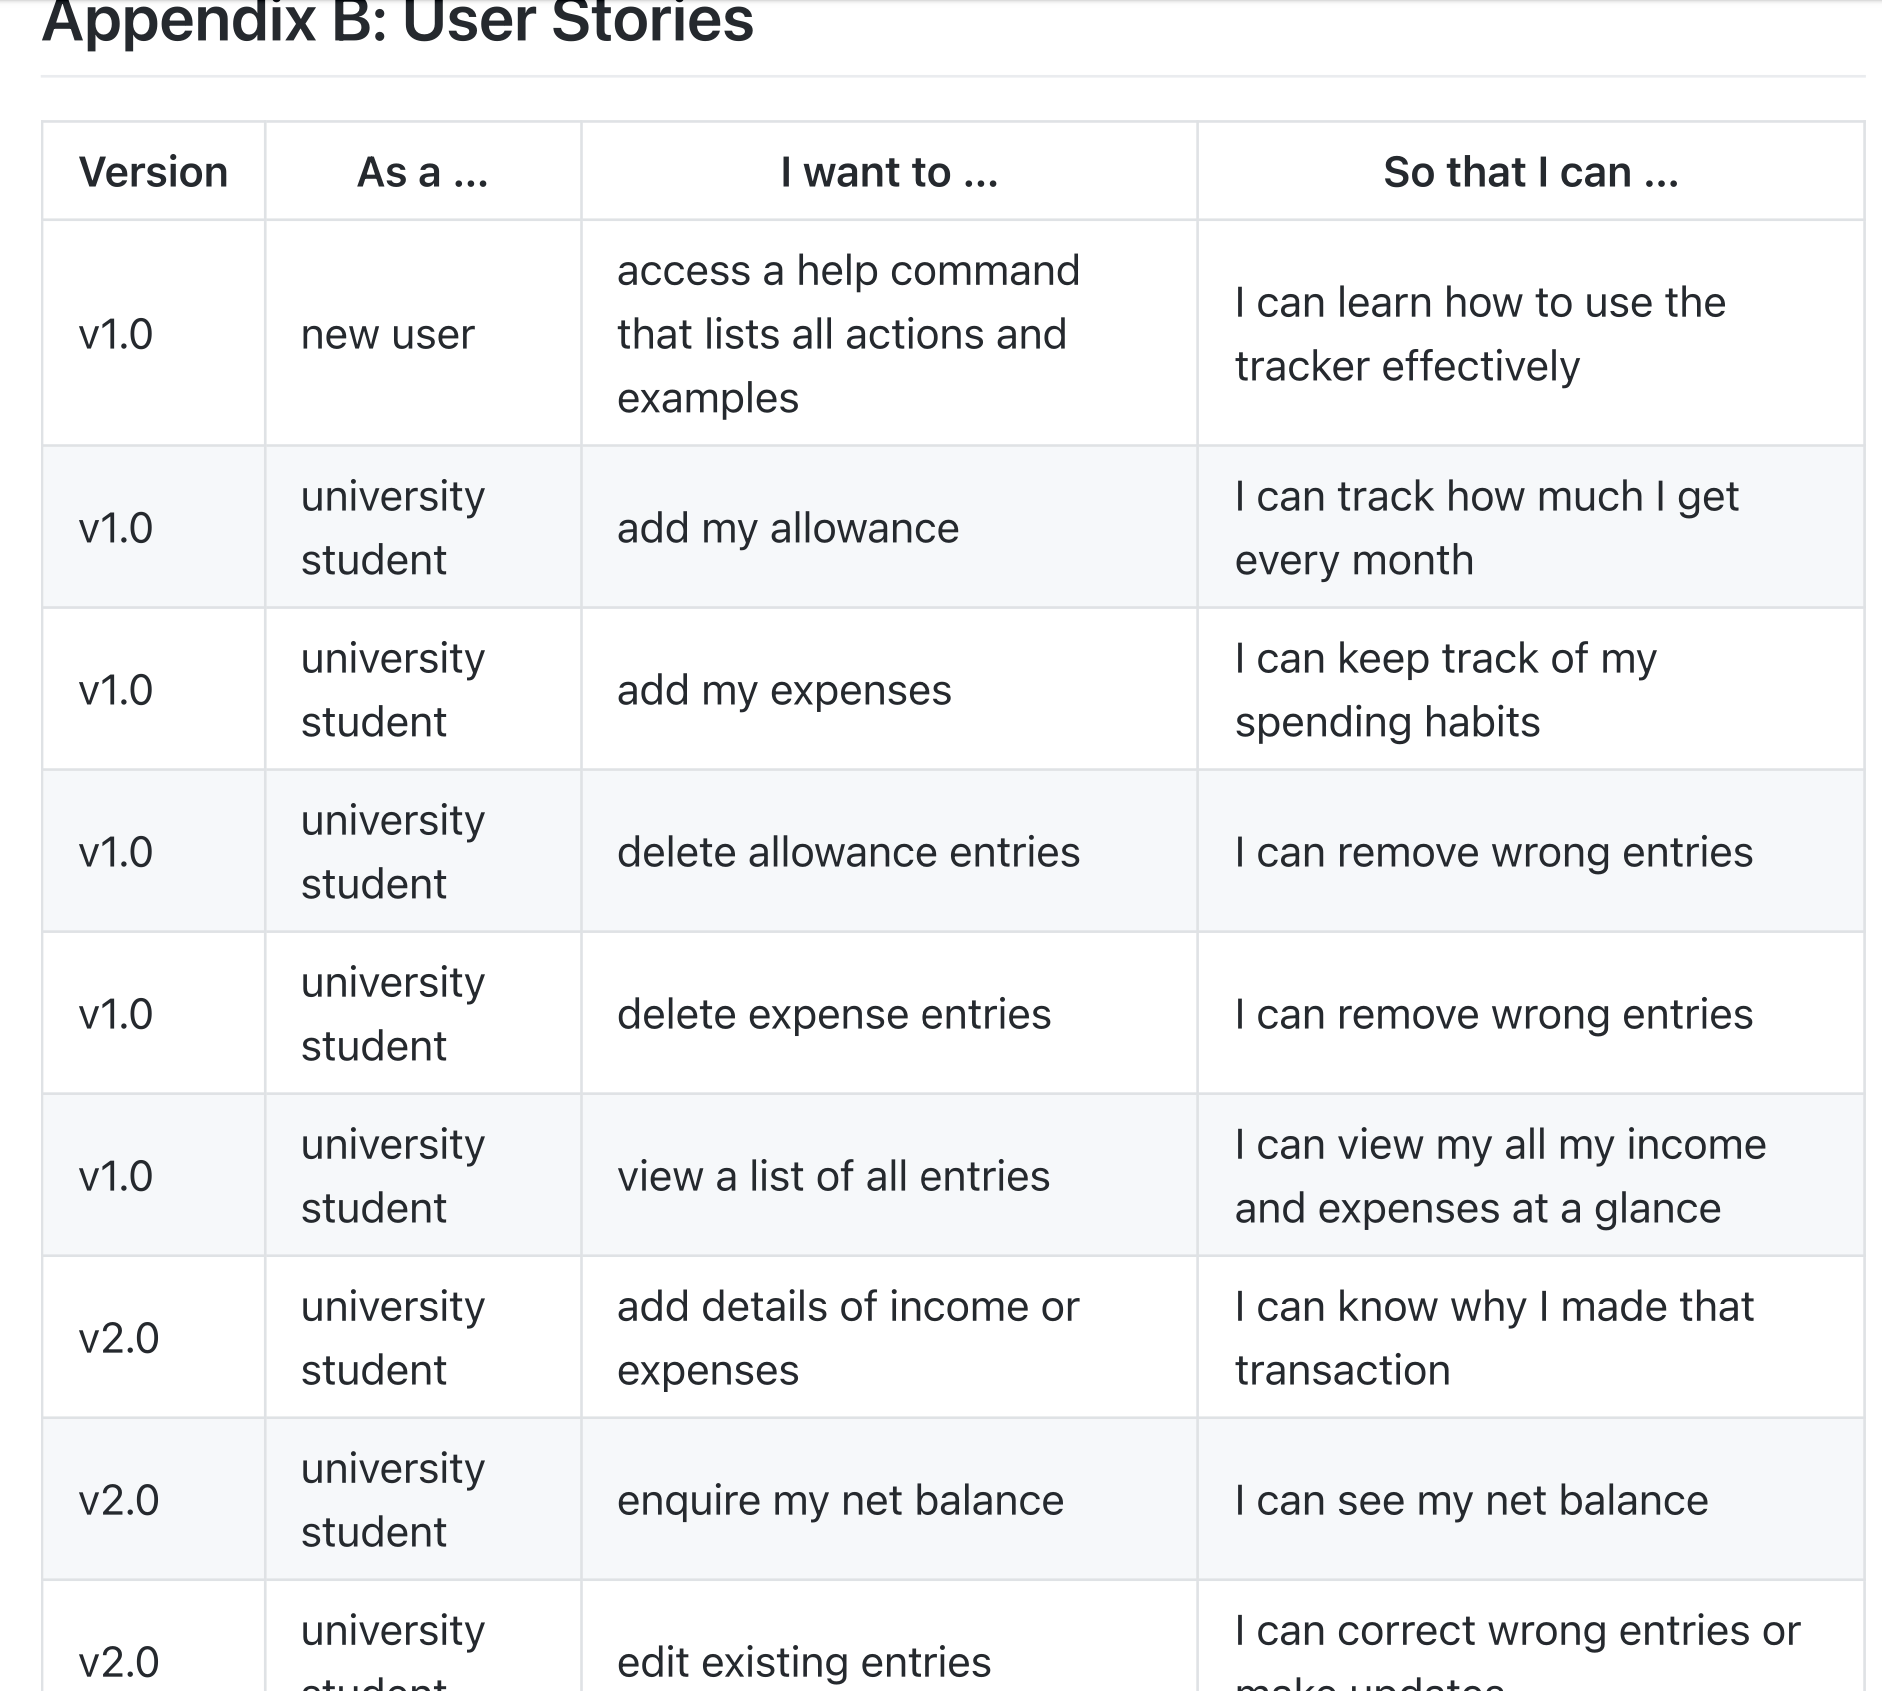 Appendix B: User Stories
Version
As a ...
I want to ...
So that I can ...
v1.0
new user
access a help command
that lists all actions and
examples
I can learn how to use the
tracker effectively
v1.0
university
student
add my allowance
I can track how much I get
every month
v1.0
university
student
add my expenses
I can keep track of my
spending habits
v1.0
university
student
delete allowance entries
I can remove wrong entries
v1.0
university
student
delete expense entries
I can remove wrong entries
v1.0
university
student
view a list of all entries
I can view my all my income
and expenses at a glance
v2.0
university
student
add details of income or
expenses
I can know why I made that
transaction
v2.0
university
student
enquire my net balance
I can see my net balance
v2.0
university
student
edit existing entries
I can correct wrong entries or
make updates